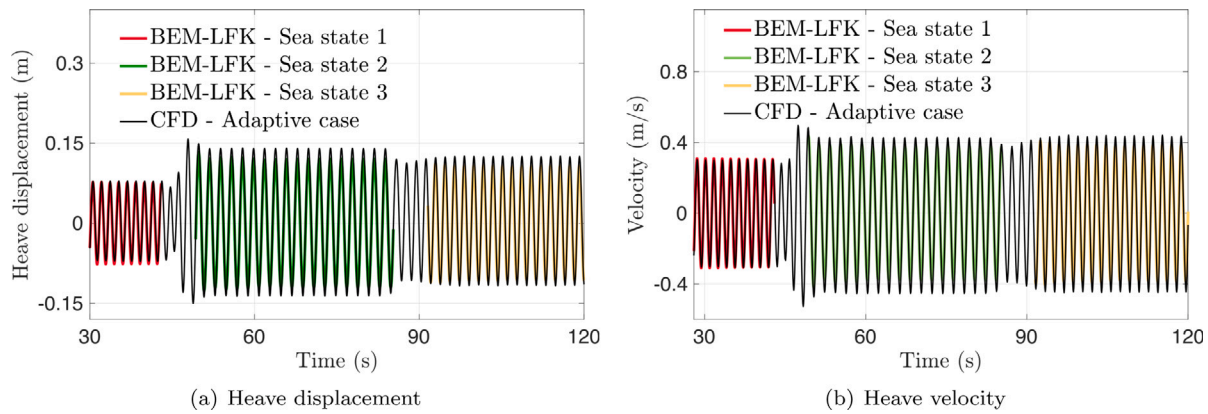 BEM-LFK - Sea state 1
BEM-LFK - Sea state 2
BEM-LFK - Sea state 3
CFD - Adaptive case
Heave displacement (m)
0.3
0.15
0
-0.15
30
60
90
120
Time (s)
(a) Heave displacement
BEM-LFK - Sea state 1
BEM-LFK - Sea state 2
BEM-LFK - Sea state 3
CFD - Adaptive case
Velocity (m/s)
0.8
0.4
0
-0.4
30
60
90
120
Time (s)
(b) Heave velocity